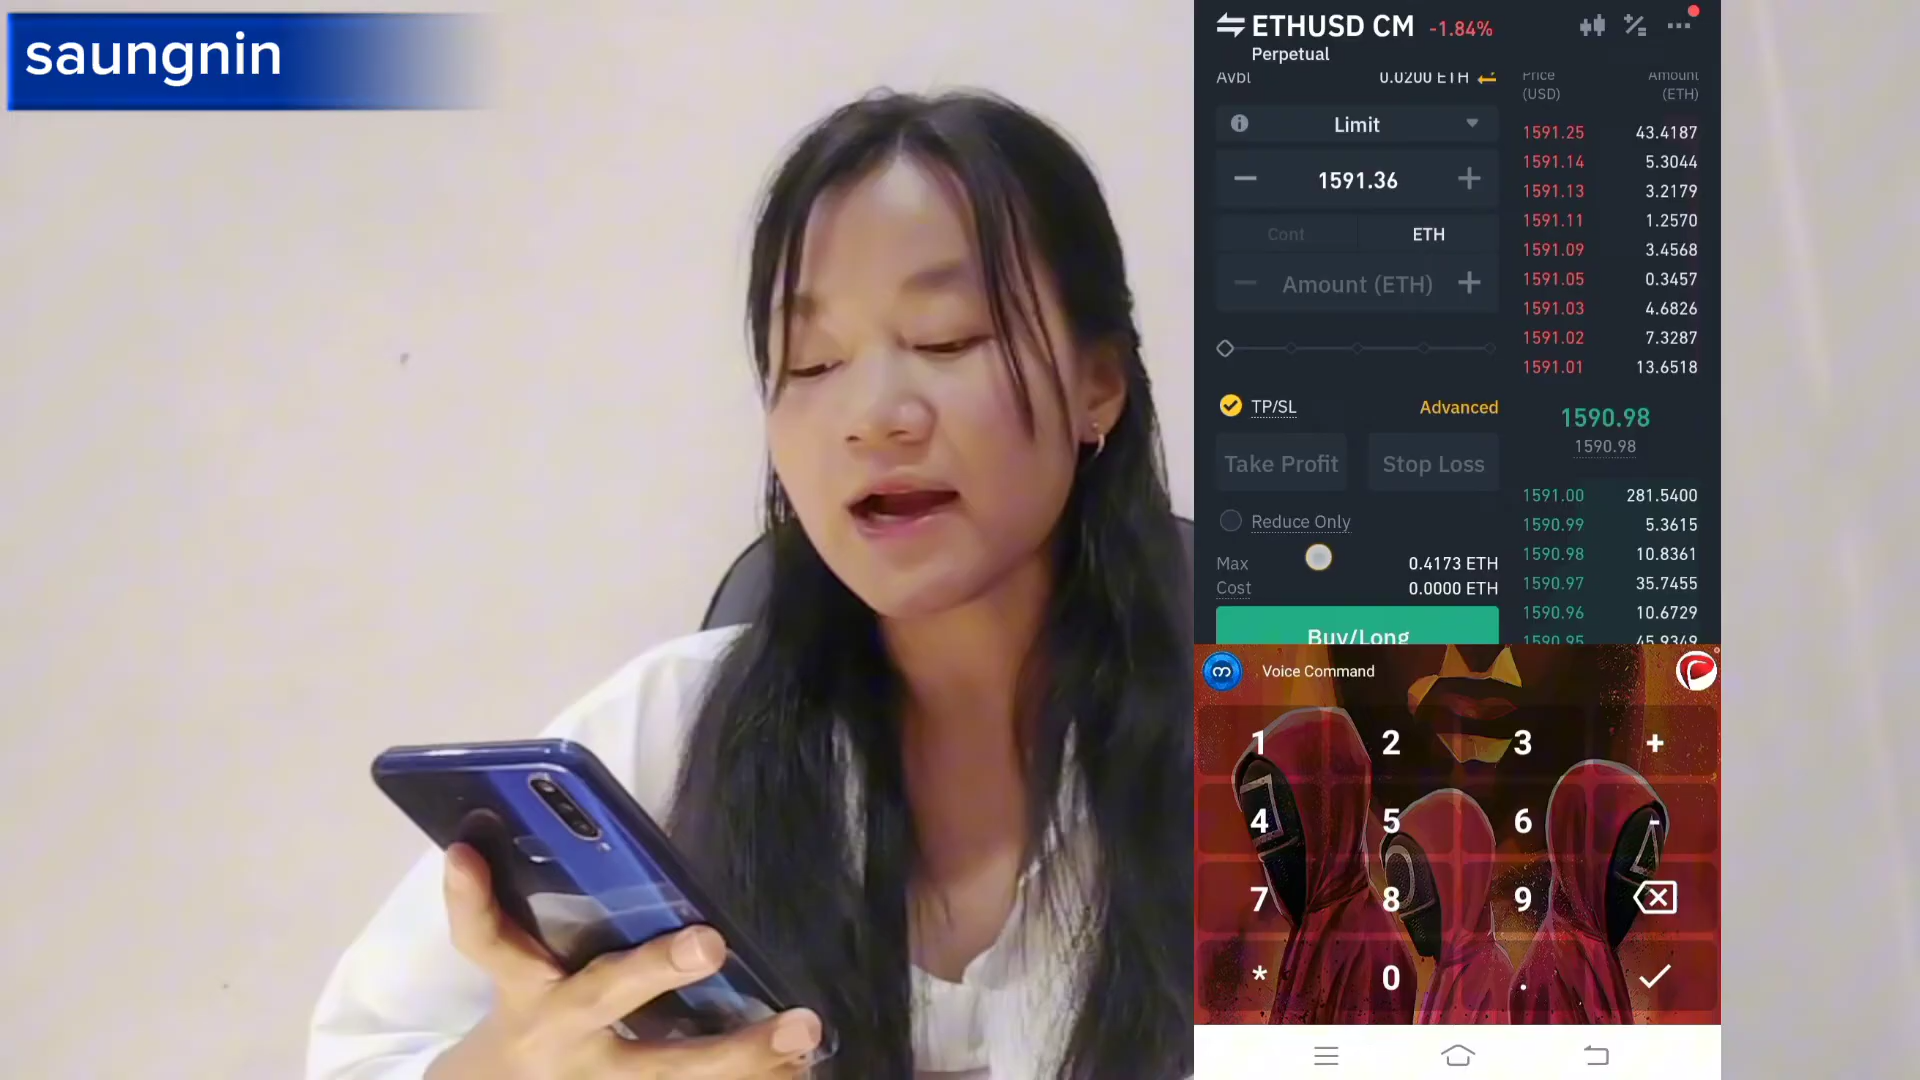 saungnin
ETHUSD CM -1.84%
Perpetual
Avbl 0.0200 ETH
Limit
1591.36
Cont ETH
Amount (ETH)
TP/SL Advanced
Take Profit Stop Loss
Reduce Only
Max 0.4173 ETH
Cost 0.0000 ETH
Buy/Long
Price Amount
(USD) (ETH)
1591.25 43.4187
1591.14 5.3044
1591.13 3.2179
1591.11 1.2570
1591.09 3.4568
1591.05 0.3457
1591.03 4.6826
1591.02 7.3287
1591.01 13.6518
1590.98
1590.98
1591.00 281.5400
1590.99 5.3615
1590.98 10.8361
1590.97 35.7455
1590.96 10.6729
1590.95 45.9349
Voice Command
1 2 3 +
4 5 6 -
7 8 9
* 0 .